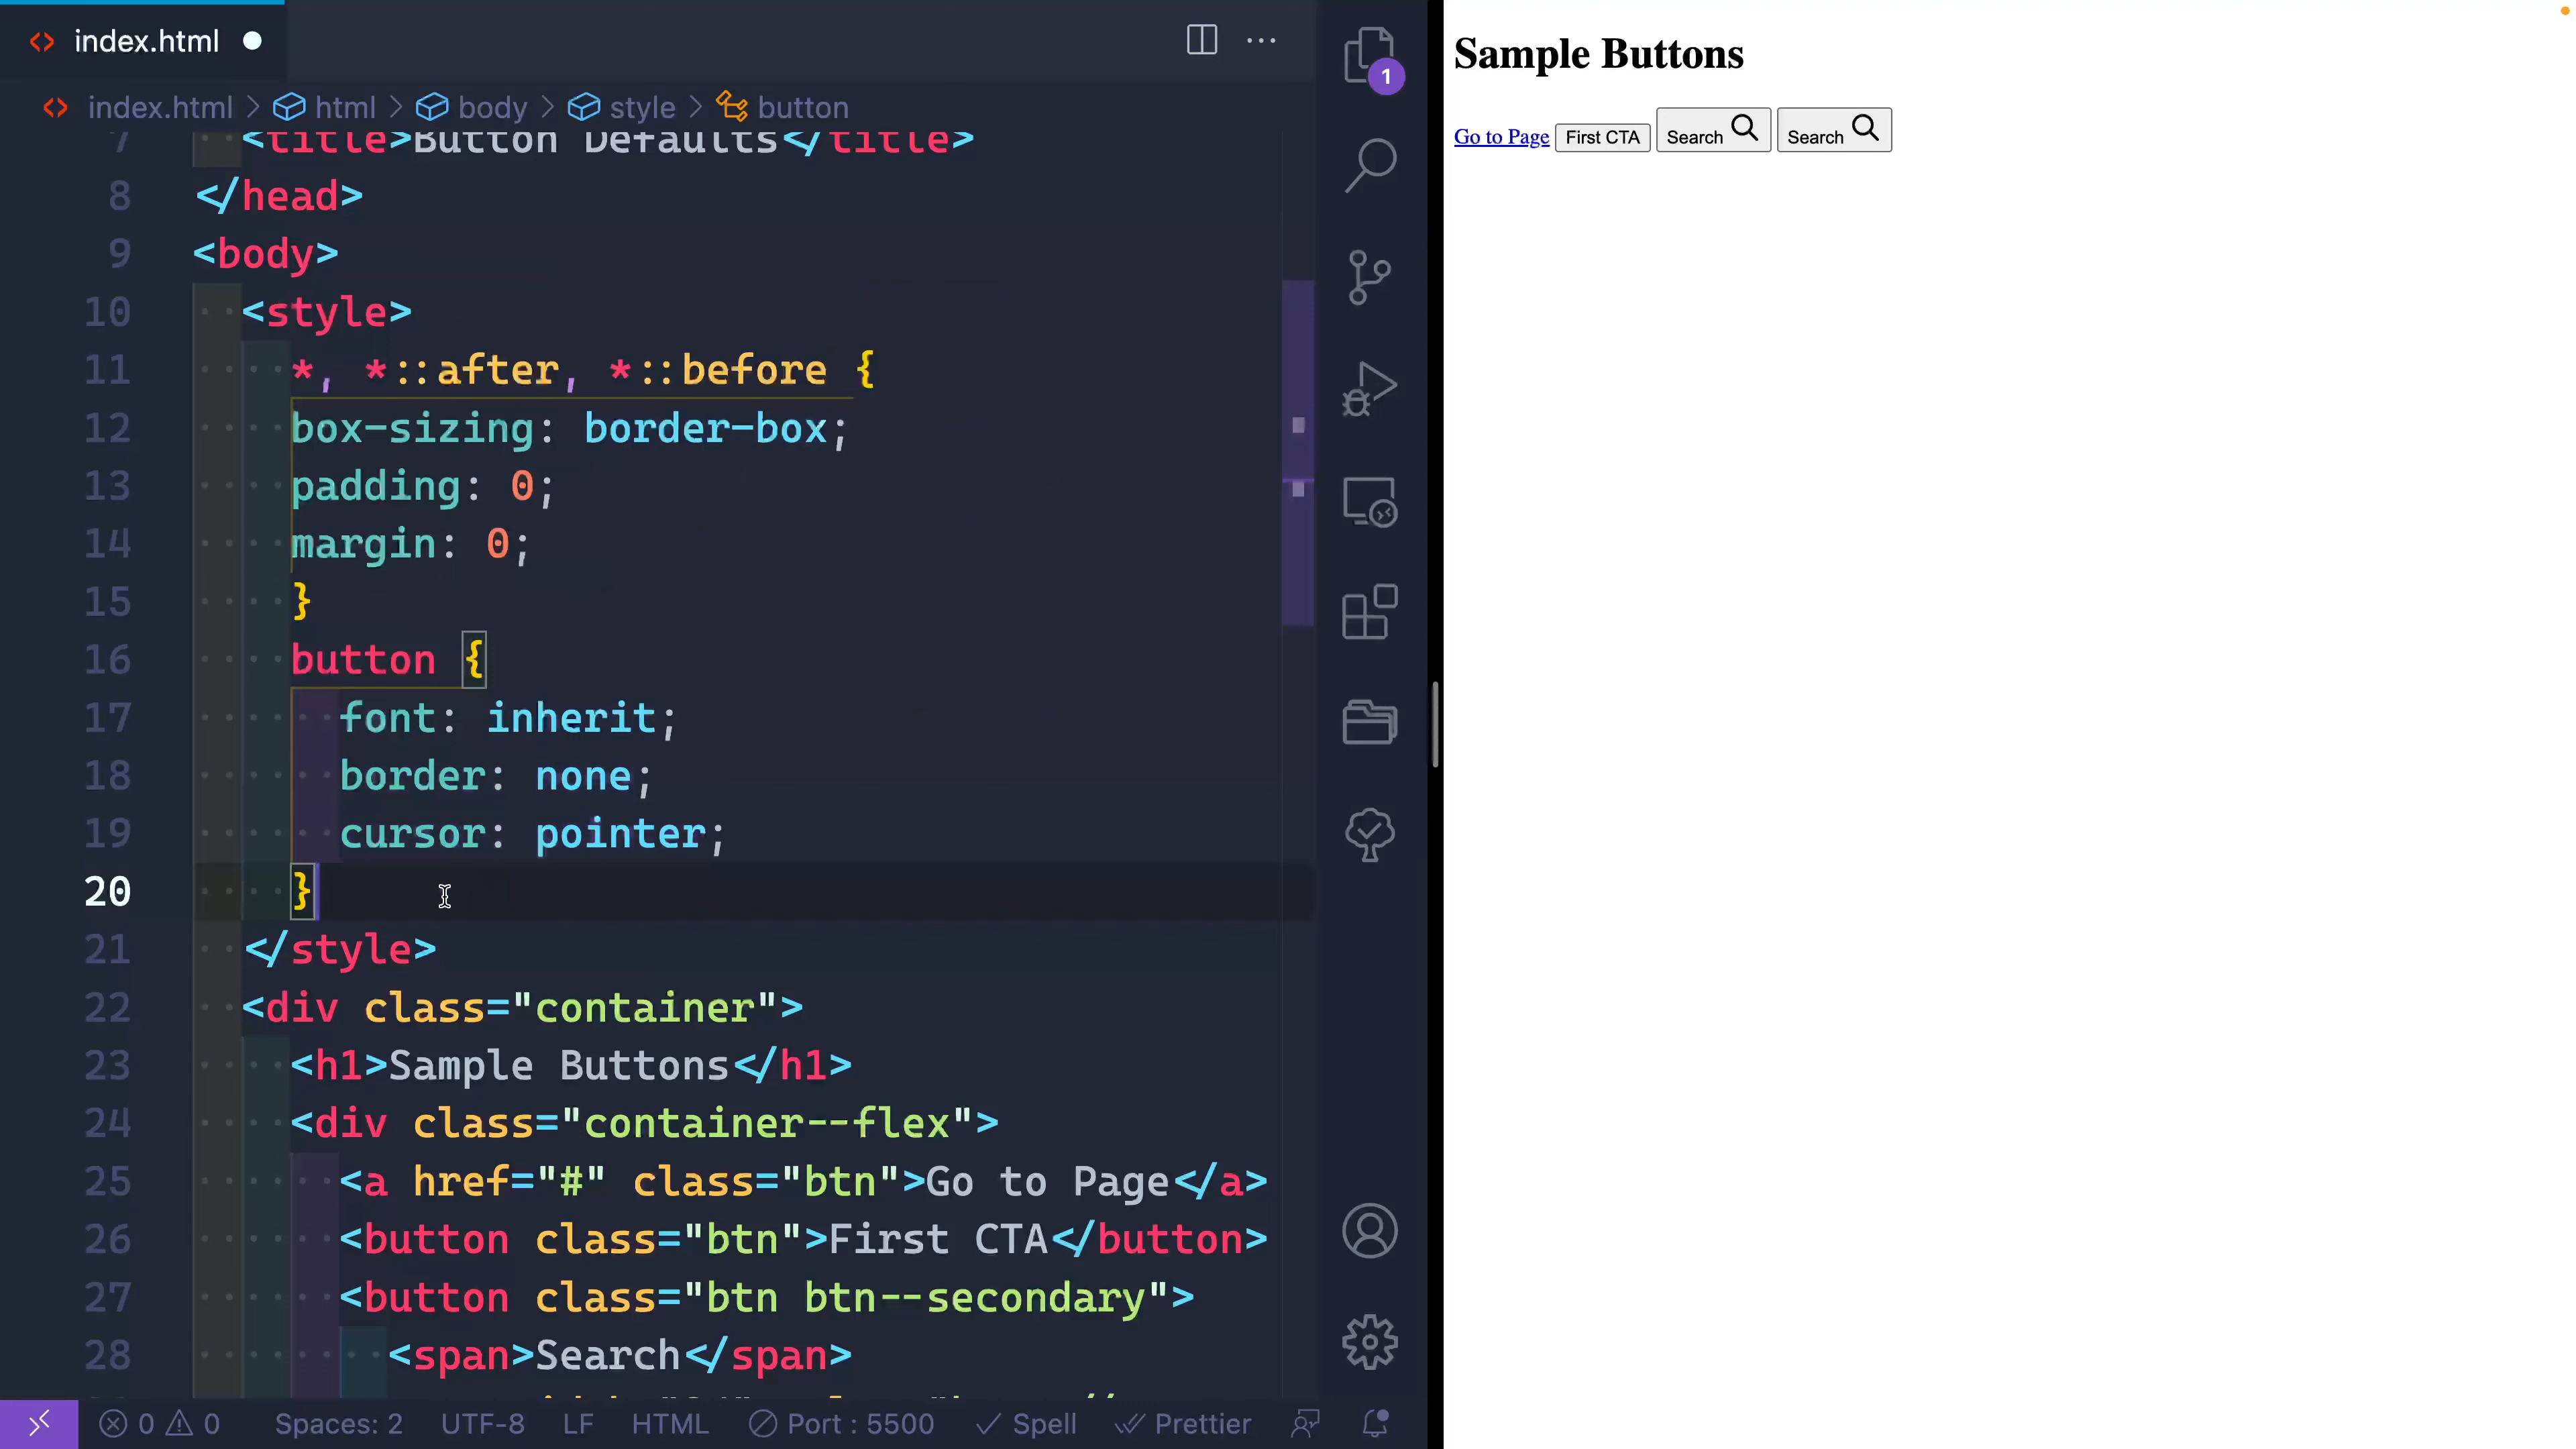 index.html
index.html > html > body > style > button
7 <title>Button Defaults</title>
8 </head>
9 <body>
10 <style>
11 *, *::after, *::before {
12 box-sizing: border-box;
13 padding: 0;
14 margin: 0;
15 }
16 button {
17 font: inherit;
18 border: none;
19 cursor: pointer;
20 }
21 </style>
22 <div class="container">
23 <h1>Sample Buttons</h1>
24 <div class="container--flex">
25 <a href="#" class="btn">Go to Page</a>
26 <button class="btn">First CTA</button>
27 <button class="btn btn--secondary">
28 <span>Search</span>
0 0 Spaces: 2 UTF-8 LF HTML Port : 5500 Spell Prettier
1
Sample Buttons
Go to Page First CTA Search Search